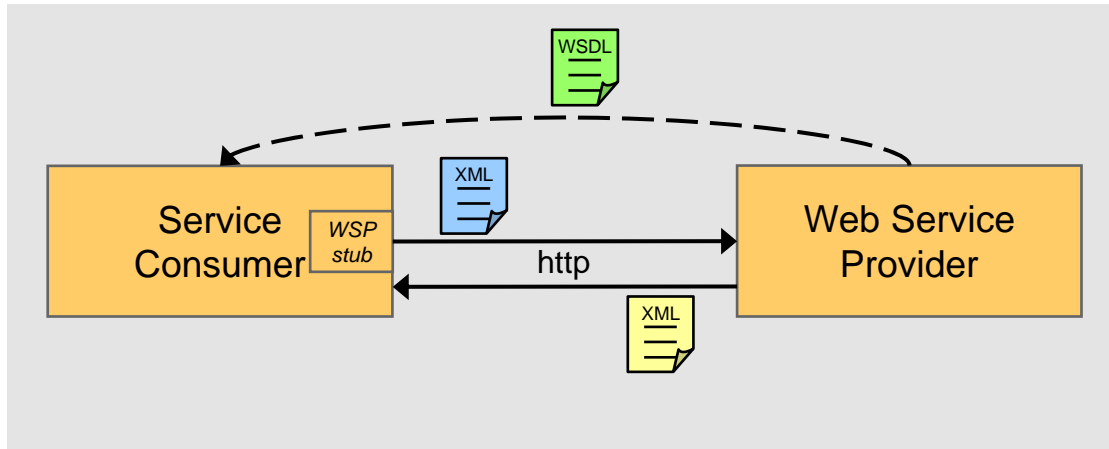 WSDL
XML
Service
Consumer
WSP
stub
http
Web Service
Provider
XML